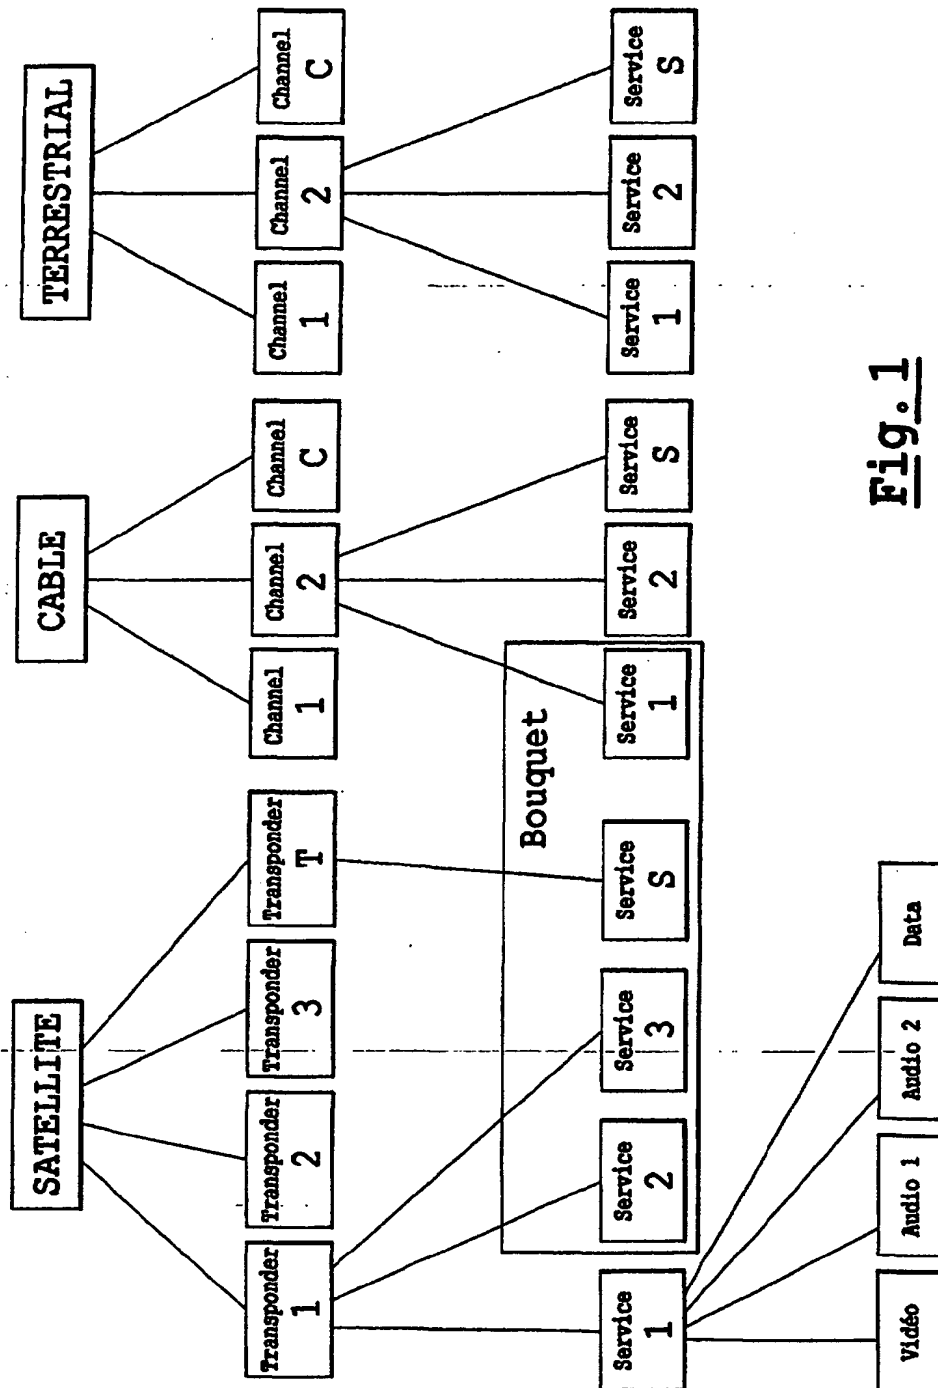 SATELLITE
CABLE
TERRESTRIAL
Transponder
1
Transponder
2
Transponder
3
Transponder
T
Channel
1
Channel
2
Channel
C
Channel
1
Channel
2
Channel
C
Bouquet
Service
1
Service
2
Service
3
Service
S
Service
1
Service
2
Service
S
Service
1
Service
2
Service
S
Vidéo
Audio 1
Audio 2
Data
Fig. 1